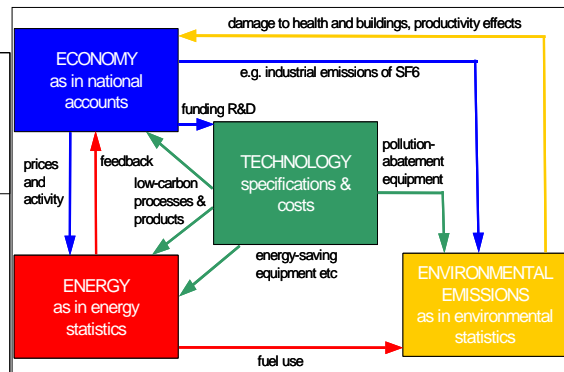 damage to health and buildings, productivity effects
ECONOMY
as in national
accounts
e.g. industrial emissions of SF6
funding R&D
prices
and
activity
feedback
low-carbon
processes &
products
TECHNOLOGY
specifications &
costs
pollution-
abatement
equipment
energy-saving
equipment etc
ENERGY
as in energy
statistics
ENVIRONMENTAL
EMISSIONS
as in environmental
statistics
fuel use